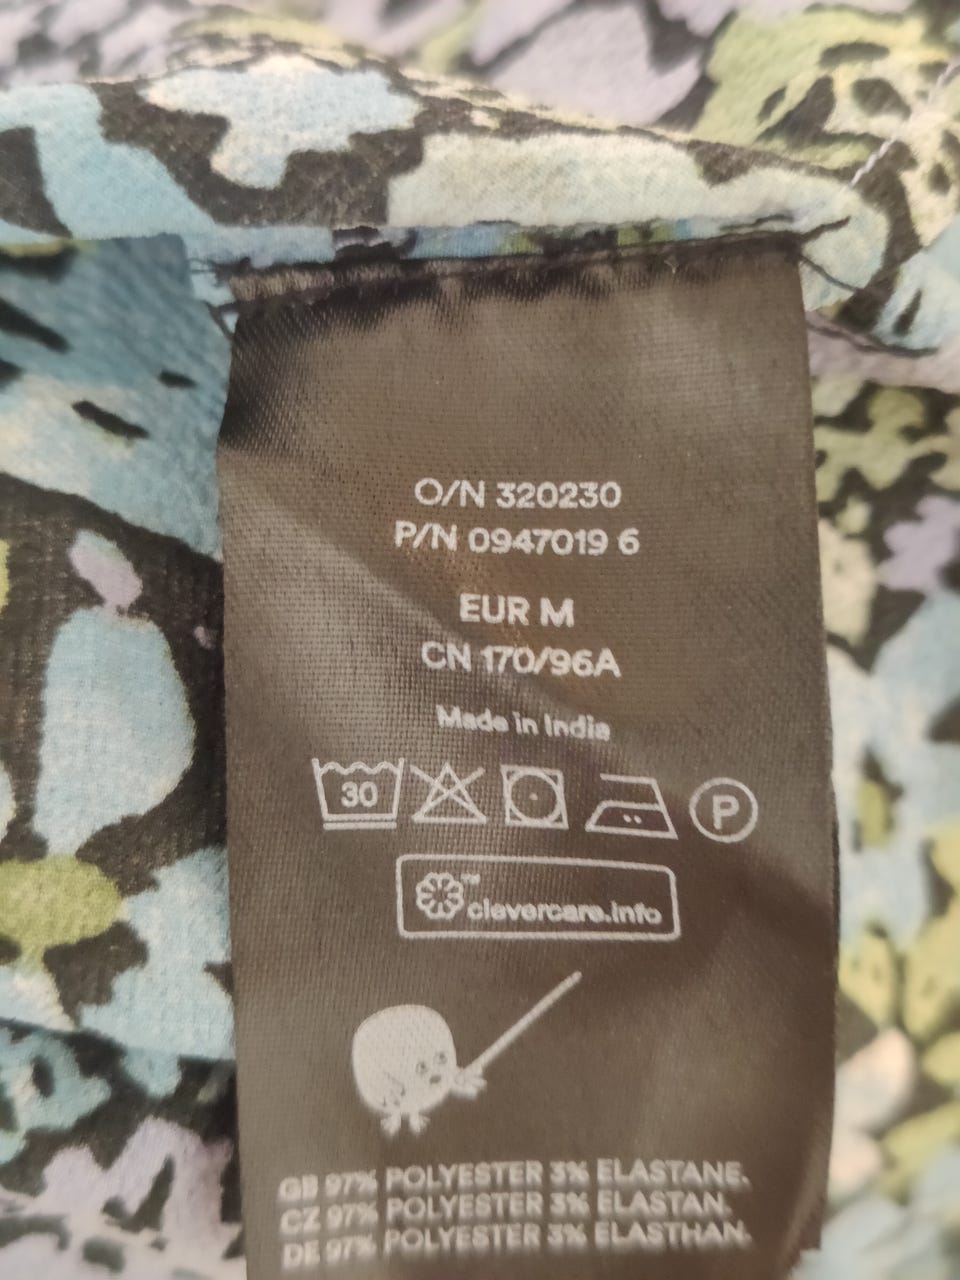 O/N 320230
P/N 0947019 6
EUR M
CN 170/96A
Made in India
30
P
clevercare.info
GB 97% POLYESTER 3% ELASTANE.
CZ 97% POLYESTER 3% ELASTAN.
DE 97% POLYESTER 3% ELASTHAN.